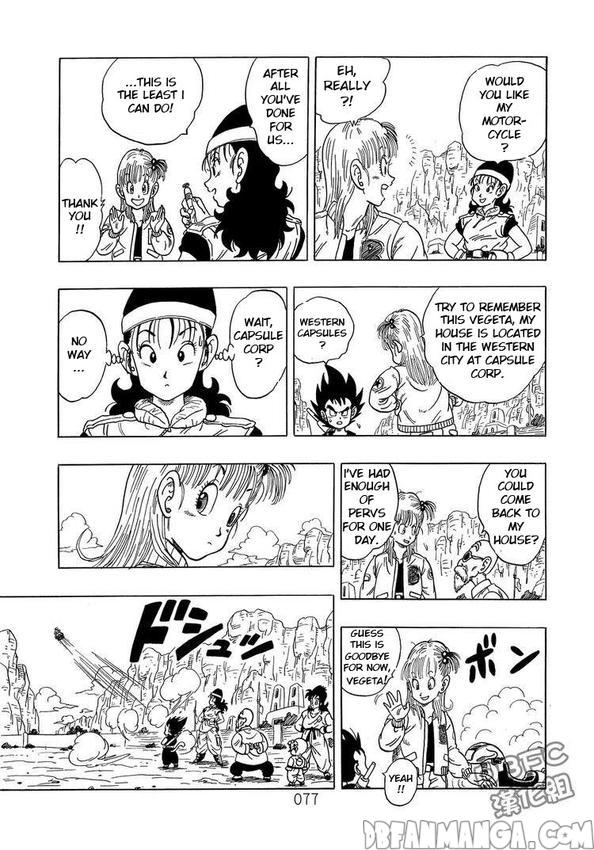 WOULD
YOU LIKE
MY
MOTOR-
CYCLE?
EH,
REALLY
?!
AFTER
ALL
YOU'VE
DONE
FOR
US...
...THIS IS
THE LEAST I
CAN DO!
THANK
YOU !!
TRY TO REMEMBER
THIS VEGETA, MY
HOUSE IS LOCATED
IN THE WESTERN
CITY AT CAPSULE
CORP.
WESTERN
CAPSULES
?
WAIT,
CAPSULE
CORP
?
NO
WAY...
YOU
COULD
COME
BACK TO
MY
HOUSE?
I'VE HAD
ENOUGH
OF
PERVS
FOR ONE
DAY.
GUESS
THIS IS
GOODBYE
FOR NOW,
VEGETA!
ボン
YEAH !!
ドシュッ
077
BFC
漢化組
DBFANMANGA.COM